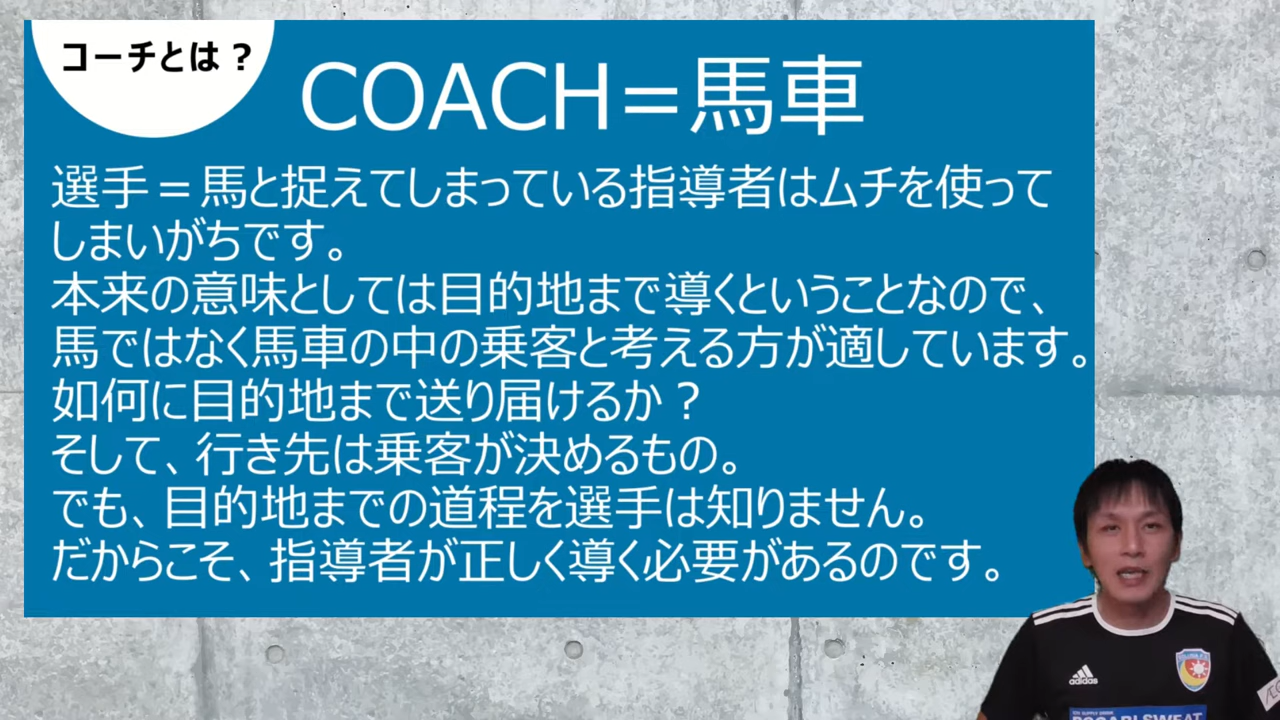 コーチとは？
COACH＝馬車
選手＝馬と捉えてしまっている指導者はムチを使って
しまいがちです。
本来の意味としては目的地まで導くということなので、
馬ではなく馬車の中の乗客と考える方が適しています。
如何に目的地まで送り届けるか？
そして、行き先は乗客が決めるもの。
でも、目的地までの道程を選手は知りません。
だからこそ、指導者が正しく導く必要があるのです。
adidas
POCARI SWEAT